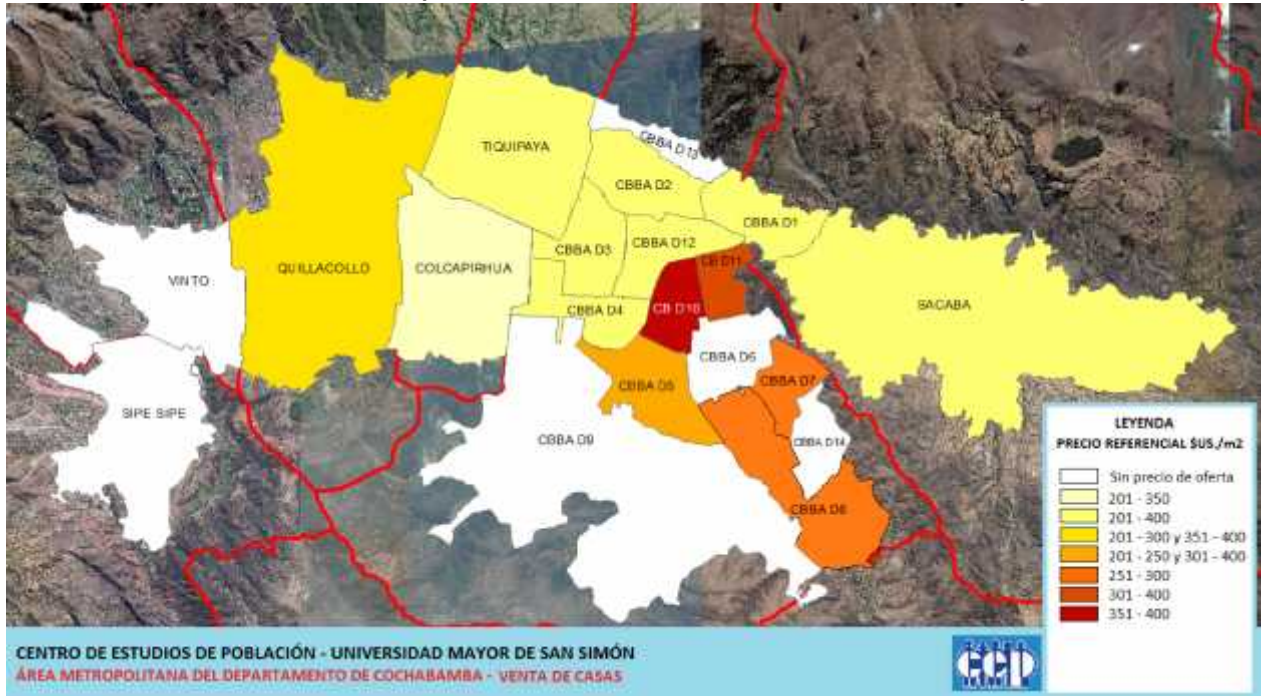 CBBA D13
TIQUIPAYA
CBBA D2
CBBA D1
CBBA D3
CBBA D12
VINTO
QUILLACOLLO
COLCAPIRHUA
CB D11
SACABA
CBBA D4
CB D10
CBBA D6
CBBA D5
CBBA D7
SIPE SIPE
CBBA D9
CBBA D14
CBBA D8
LEYENDA
PRECIO REFERENCIAL $US./m2
Sin precio de oferta
201 - 350
201 - 400
201 - 300 y 351 - 400
201 - 250 y 301 - 400
251 - 300
301 - 400
351 - 400
CENTRO DE ESTUDIOS DE POBLACIÓN - UNIVERSIDAD MAYOR DE SAN SIMÓN
ÁREA METROPOLITANA DEL DEPARTAMENTO DE COCHABAMBA - VENTA DE CASAS